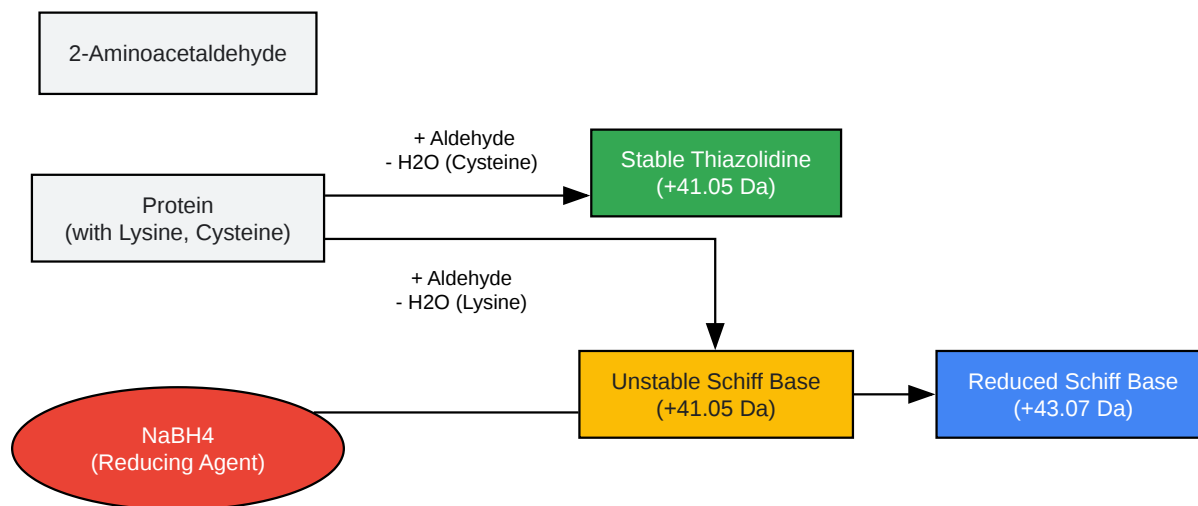 2-Aminoacetaldehyde
+ Aldehyde
- H2O (Cysteine)
Stable Thiazolidine
(+41.05 Da)
Protein
(with Lysine, Cysteine)
+ Aldehyde
- H2O (Lysine)
Unstable Schiff Base
(+41.05 Da)
Reduced Schiff Base
(+43.07 Da)
NaBH4
(Reducing Agent)